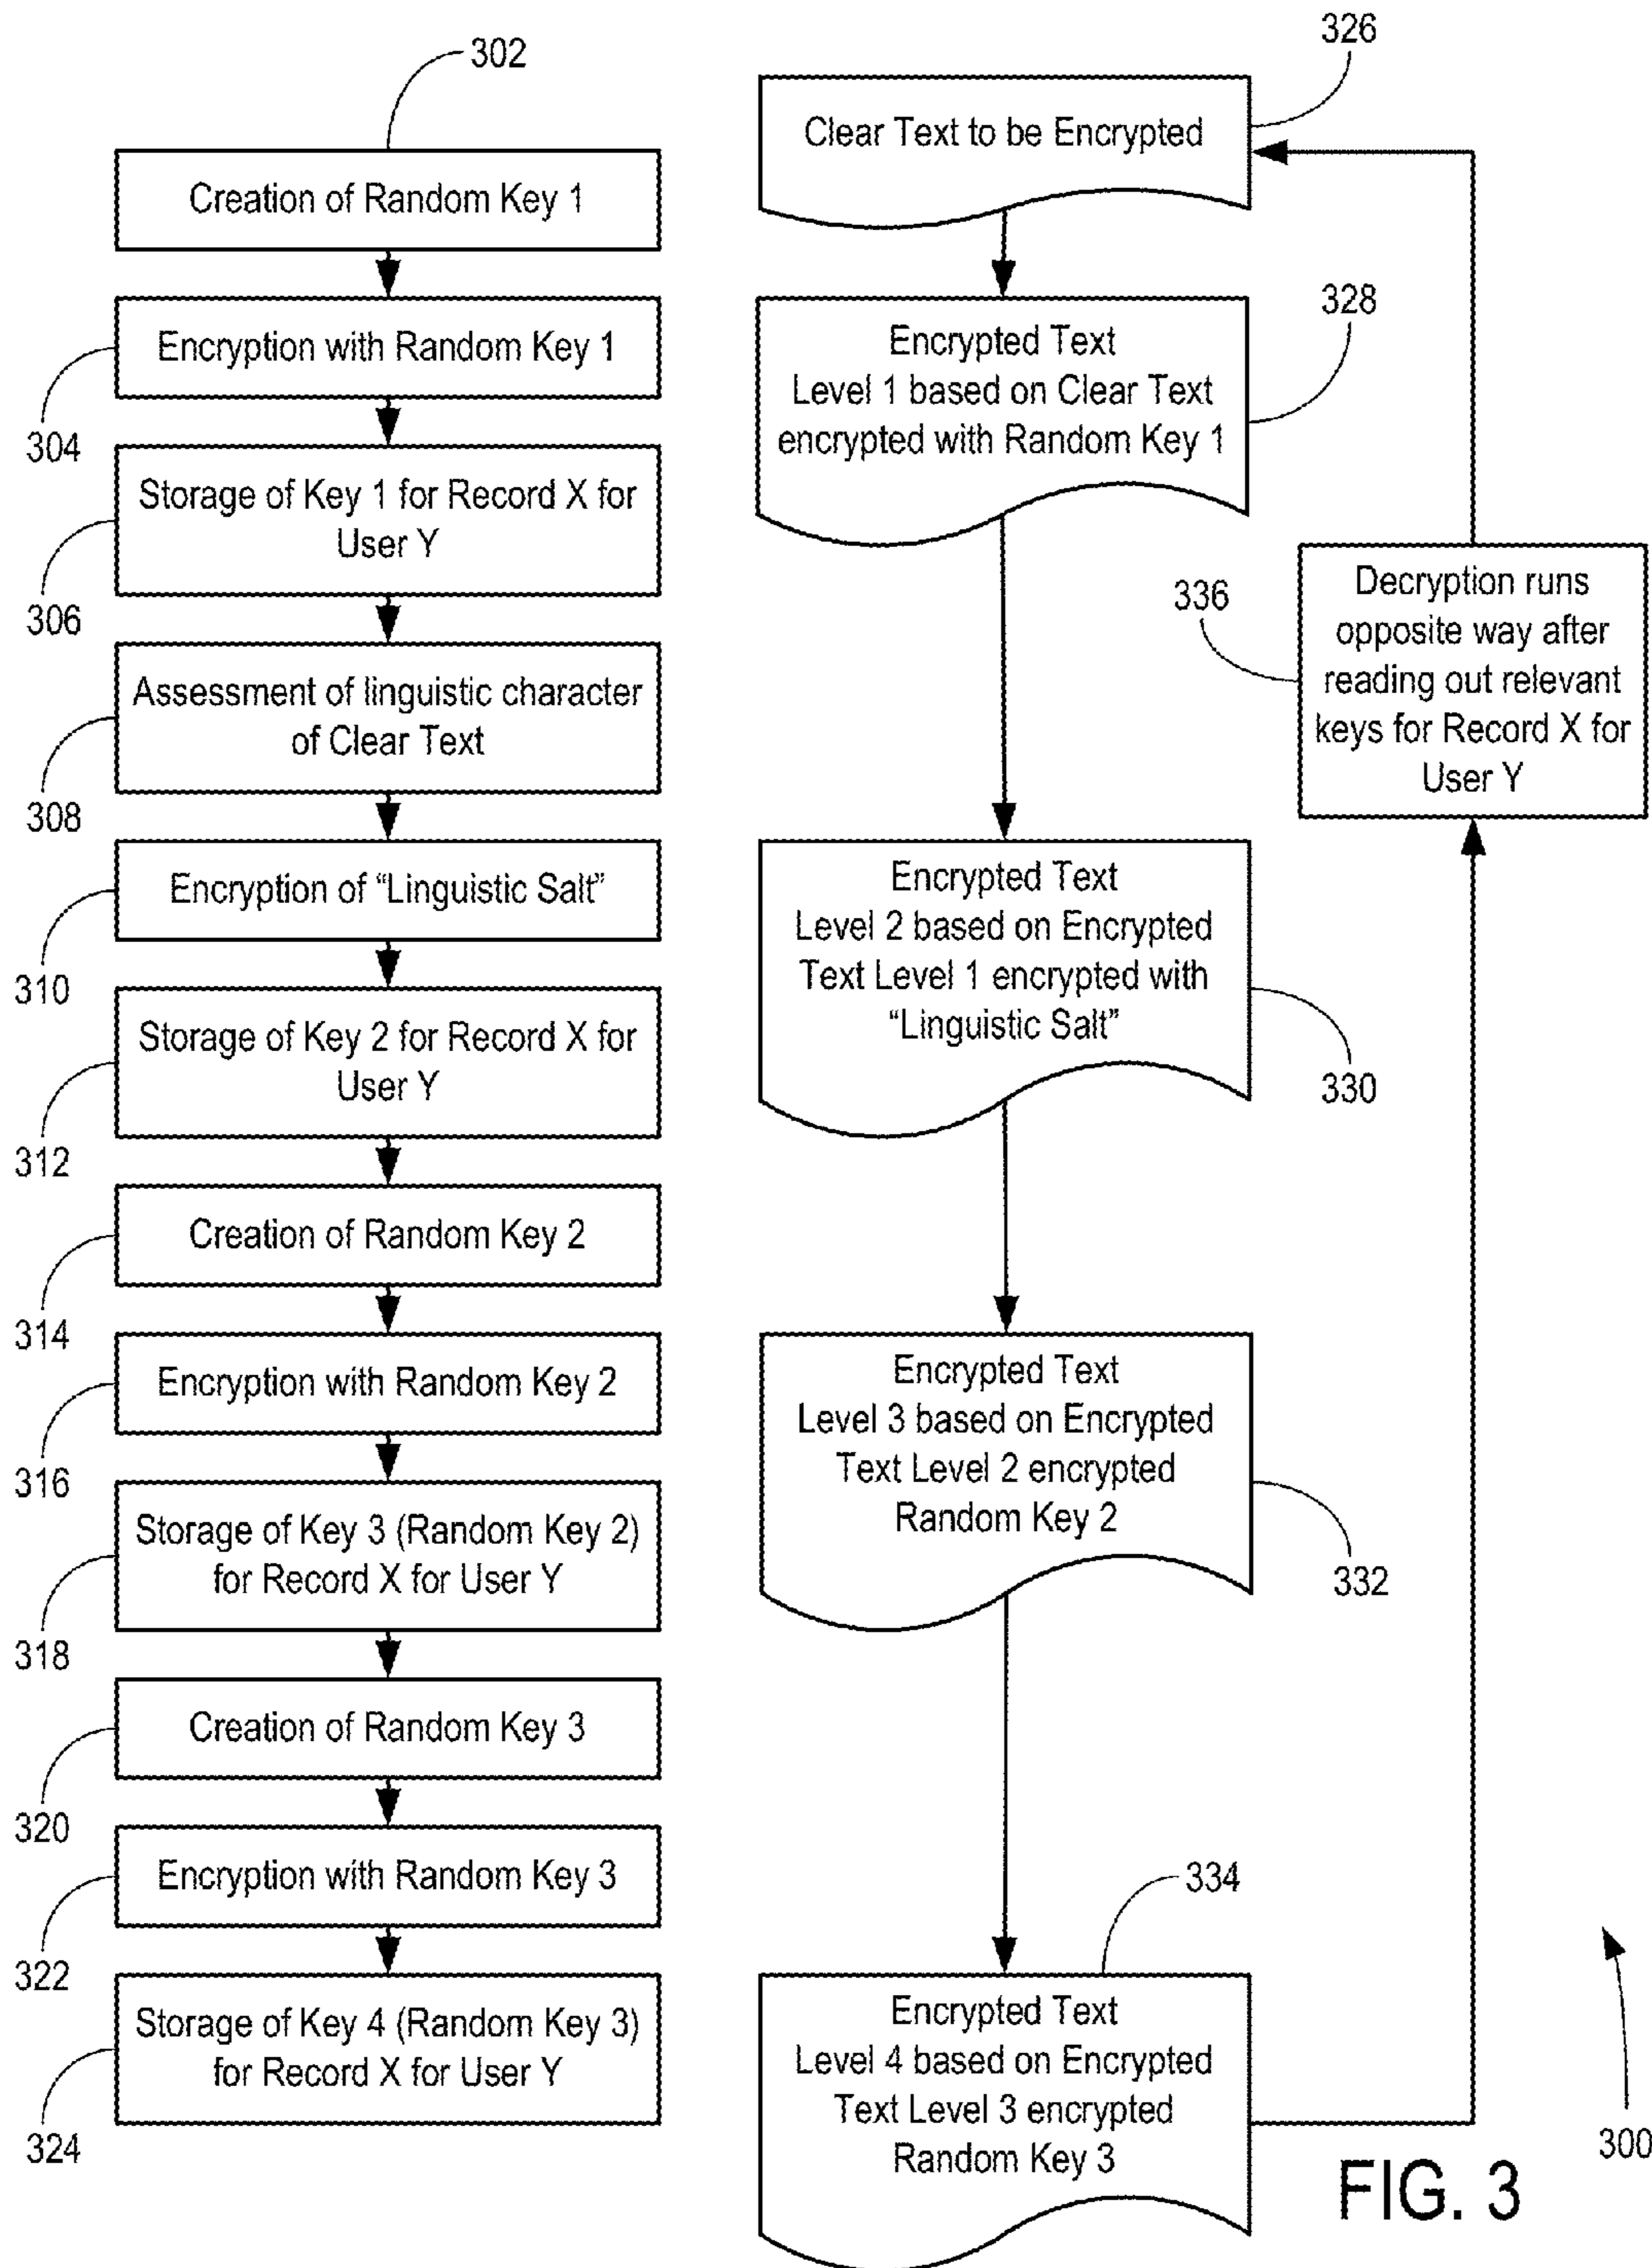 302
Creation of Random Key 1
Encryption with Random Key 1
304
Storage of Key 1 for Record X for
User Y
306
Assessment of linguistic character
of Clear Text
308
Encryption of “Linguistic Salt”
310
Storage of Key 2 for Record X for
User Y
312
Creation of Random Key 2
314
Encryption with Random Key 2
316
Storage of Key 3 (Random Key 2)
for Record X for User Y
318
Creation of Random Key 3
320
Encryption with Random Key 3
322
Storage of Key 4 (Random Key 3)
for Record X for User Y
324
326
Clear Text to be Encrypted
328
Encrypted Text
Level 1 based on Clear Text
encrypted with Random Key 1
Encrypted Text
Level 2 based on Encrypted
Text Level 1 encrypted with
“Linguistic Salt”
330
Encrypted Text
Level 3 based on Encrypted
Text Level 2 encrypted
Random Key 2
332
334
Encrypted Text
Level 4 based on Encrypted
Text Level 3 encrypted
Random Key 3
336
Decryption runs
opposite way after
reading out relevant
keys for Record X for
User Y
300
FIG. 3